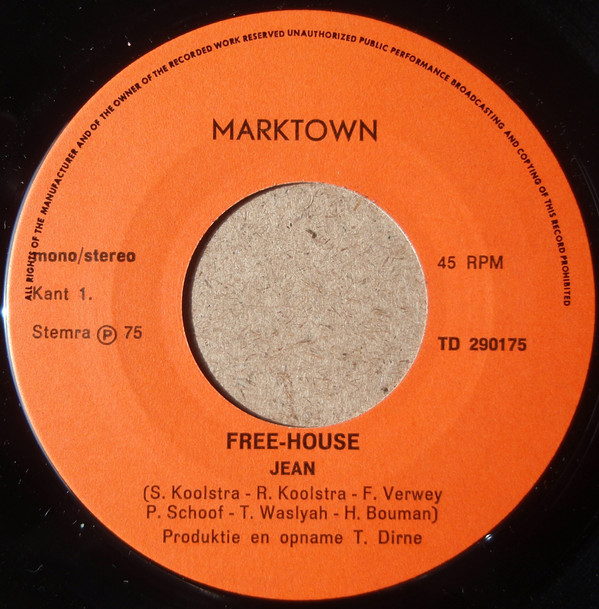 ALL RIGHTS OF THE MANUFACTURER AND OF THE OWNER OF THE RECORDED WORK RESERVED UNAUTHORIZED PUBLIC PERFORMANCE BROADCASTING AND COPYING OF THIS RECORD PROHIBITED
MARKTOWN
mono/stereo
45 RPM
Kant 1.
Stemra Ⓟ 75
TD 290175
FREE-HOUSE
JEAN
(S. Koolstra - R. Koolstra - F. Verwey
P. Schoof - T. Waslyah - H. Bouman)
Produktie en opname T. Dirne